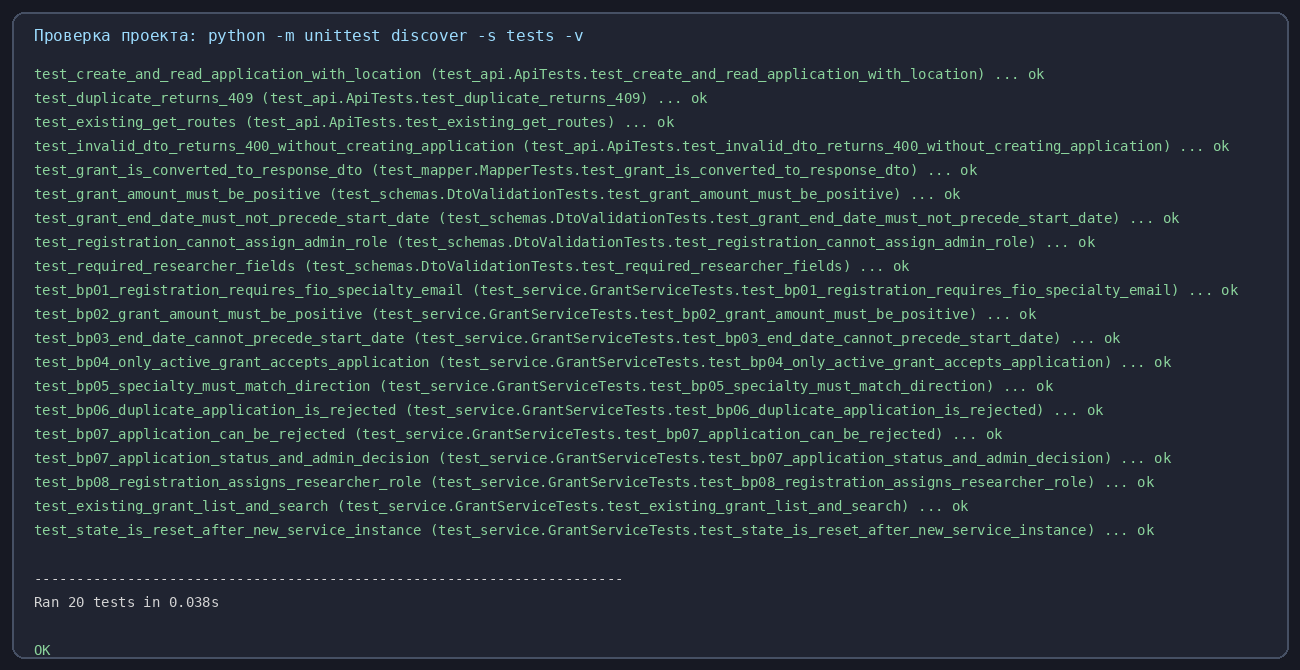 Проверка проекта: python -m unittest discover -s tests -v
test_create_and_read_application_with_location (test_api.ApiTests.test_create_and_read_application_with_location) ... ok
test_duplicate_returns_409 (test_api.ApiTests.test_duplicate_returns_409) ... ok
test_existing_get_routes (test_api.ApiTests.test_existing_get_routes) ... ok
test_invalid_dto_returns_400_without_creating_application (test_api.ApiTests.test_invalid_dto_returns_400_without_creating_application) ... ok
test_grant_is_converted_to_response_dto (test_mapper.MapperTests.test_grant_is_converted_to_response_dto) ... ok
test_grant_amount_must_be_positive (test_schemas.DtoValidationTests.test_grant_amount_must_be_positive) ... ok
test_grant_end_date_must_not_precede_start_date (test_schemas.DtoValidationTests.test_grant_end_date_must_not_precede_start_date) ... ok
test_registration_cannot_assign_admin_role (test_schemas.DtoValidationTests.test_registration_cannot_assign_admin_role) ... ok
test_required_researcher_fields (test_schemas.DtoValidationTests.test_required_researcher_fields) ... ok
test_bp01_registration_requires_fio_specialty_email (test_service.GrantServiceTests.test_bp01_registration_requires_fio_specialty_email) ... ok
test_bp02_grant_amount_must_be_positive (test_service.GrantServiceTests.test_bp02_grant_amount_must_be_positive) ... ok
test_bp03_end_date_cannot_precede_start_date (test_service.GrantServiceTests.test_bp03_end_date_cannot_precede_start_date) ... ok
test_bp04_only_active_grant_accepts_application (test_service.GrantServiceTests.test_bp04_only_active_grant_accepts_application) ... ok
test_bp05_specialty_must_match_direction (test_service.GrantServiceTests.test_bp05_specialty_must_match_direction) ... ok
test_bp06_duplicate_application_is_rejected (test_service.GrantServiceTests.test_bp06_duplicate_application_is_rejected) ... ok
test_bp07_application_can_be_rejected (test_service.GrantServiceTests.test_bp07_application_can_be_rejected) ... ok
test_bp07_application_status_and_admin_decision (test_service.GrantServiceTests.test_bp07_application_status_and_admin_decision) ... ok
test_bp08_registration_assigns_researcher_role (test_service.GrantServiceTests.test_bp08_registration_assigns_researcher_role) ... ok
test_existing_grant_list_and_search (test_service.GrantServiceTests.test_existing_grant_list_and_search) ... ok
test_state_is_reset_after_new_service_instance (test_service.GrantServiceTests.test_state_is_reset_after_new_service_instance) ... ok
----------------------------------------------------------------------
Ran 20 tests in 0.038s
OK